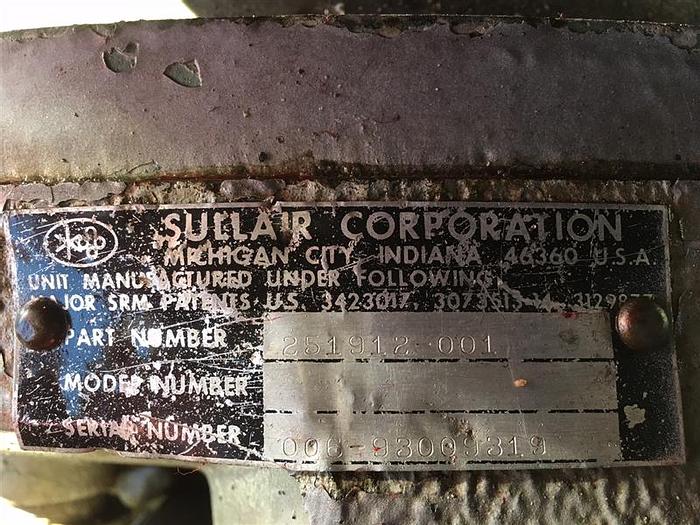 SULLAIR CORPORATION
MICHIGAN CITY, INDIANA 46360 U.S.A
UNIT MANUFACTURED UNDER FOLLOWING
MAJOR SRM. PATENTS U.S. 3423017,
PART NUMBER 251912-001
MODEL NUMBER
SERIAL NUMBER 006-93009319